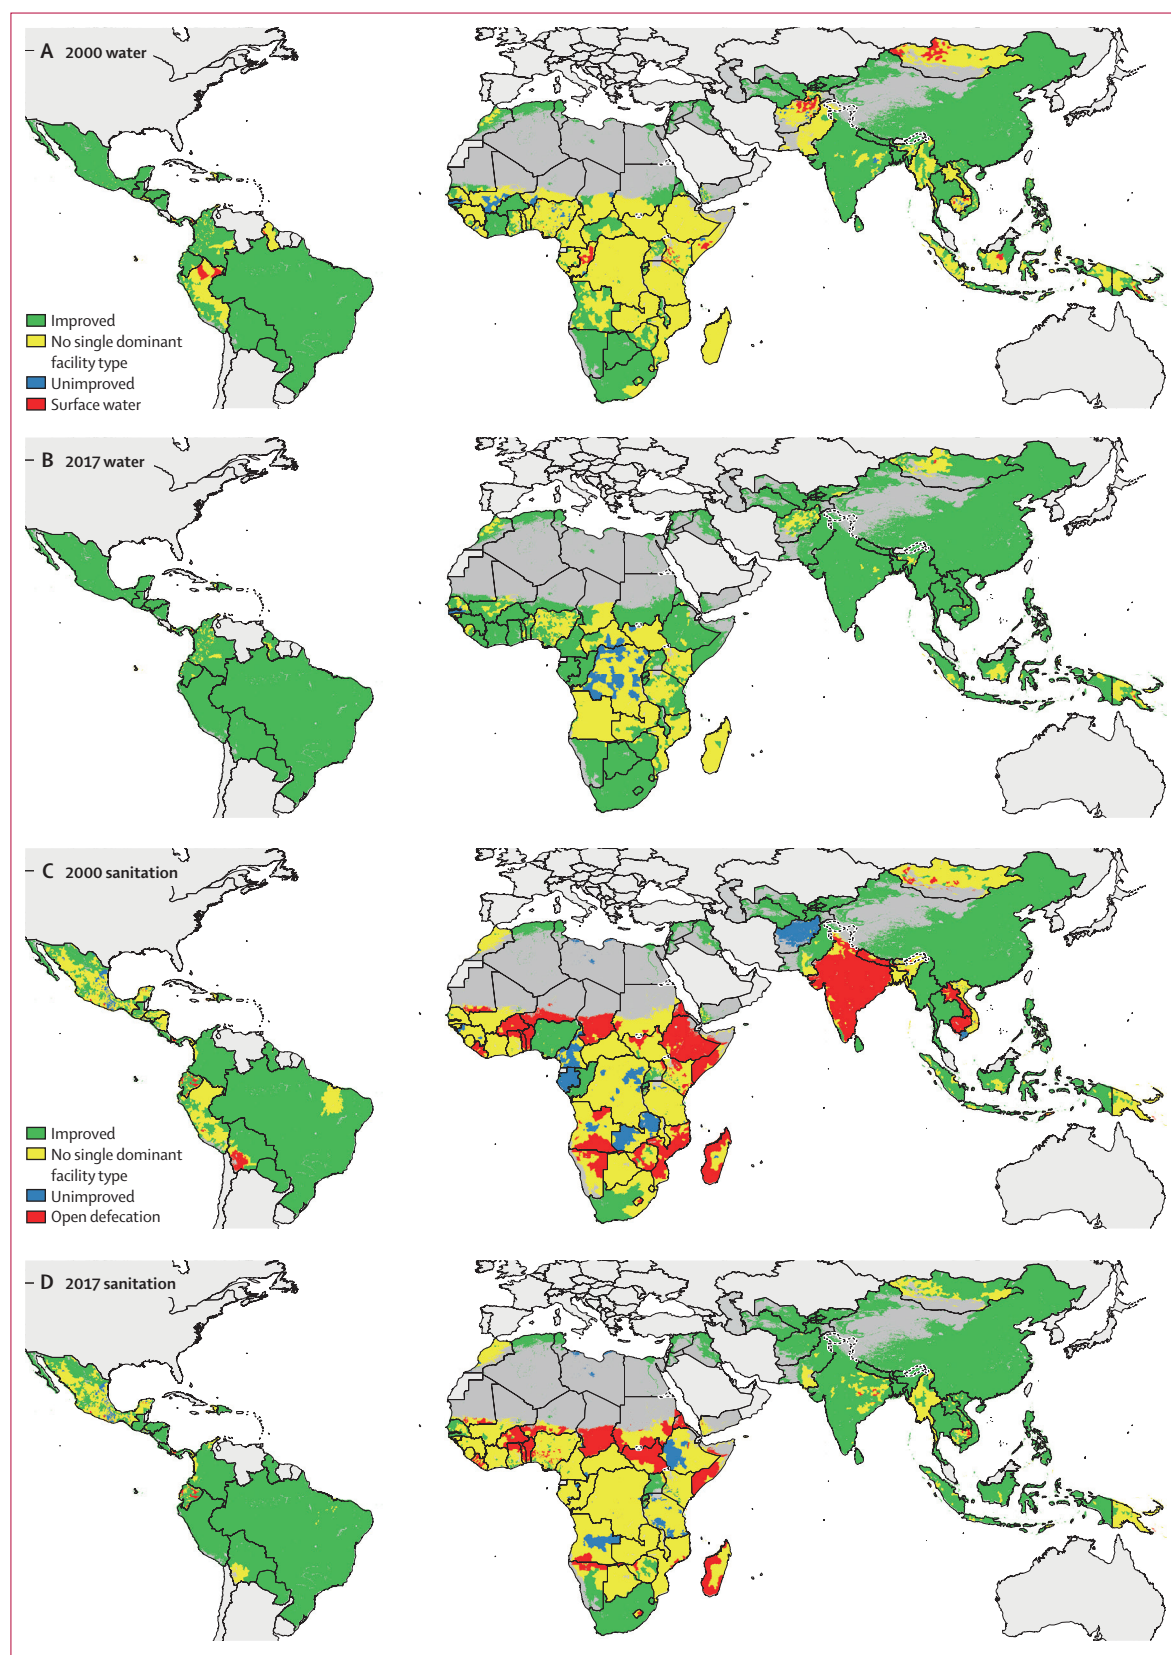 A 2000 water
Improved
No single dominant
facility type
Unimproved
Surface water
B 2017 water
C 2000 sanitation
Improved
No single dominant
facility type
Unimproved
Open defecation
D 2017 sanitation